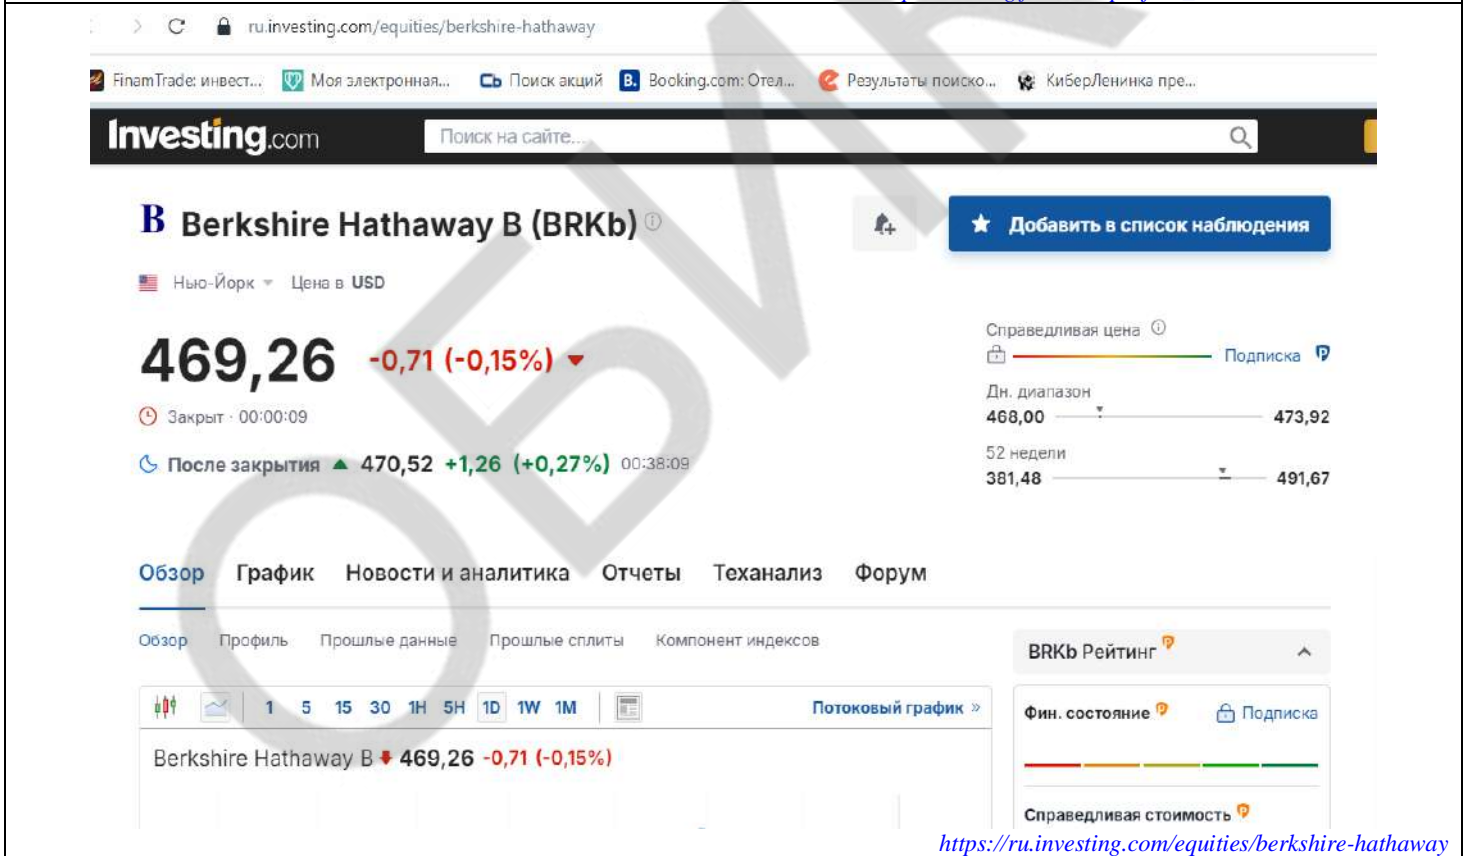 ru.investing.com/equities/berkshire-hathaway
FinamTrade: инвест... Моя электронная... Сь Поиск акций B. Booking.com: Отел... Результаты поиско... КиберЛенинка пре...
Investing.com Поиск на сайте...
B Berkshire Hathaway B (BRKb)
Добавить в список наблюдения
Нью-Йорк Цена в USD
469,26 -0,71 (-0,15%)
Справедливая цена
Подписка
Закрыт · 00:00:09
Дн. диапазон
468,00 473,92
После закрытия 470,52 +1,26 (+0,27%) 00:38:09
52 недели
381,48 491,67
Обзор График Новости и аналитика Отчеты Теханализ Форум
Обзор Профиль Прошлые данные Прошлые сплиты Компонент индексов
BRKb Рейтинг
1 5 15 30 1H 5H 1D 1W 1M Потоковый график »
Фин. состояние Подписка
Berkshire Hathaway B 469,26 -0,71 (-0,15%)
Справедливая стоимость
https://ru.investing.com/equities/berkshire-hathaway